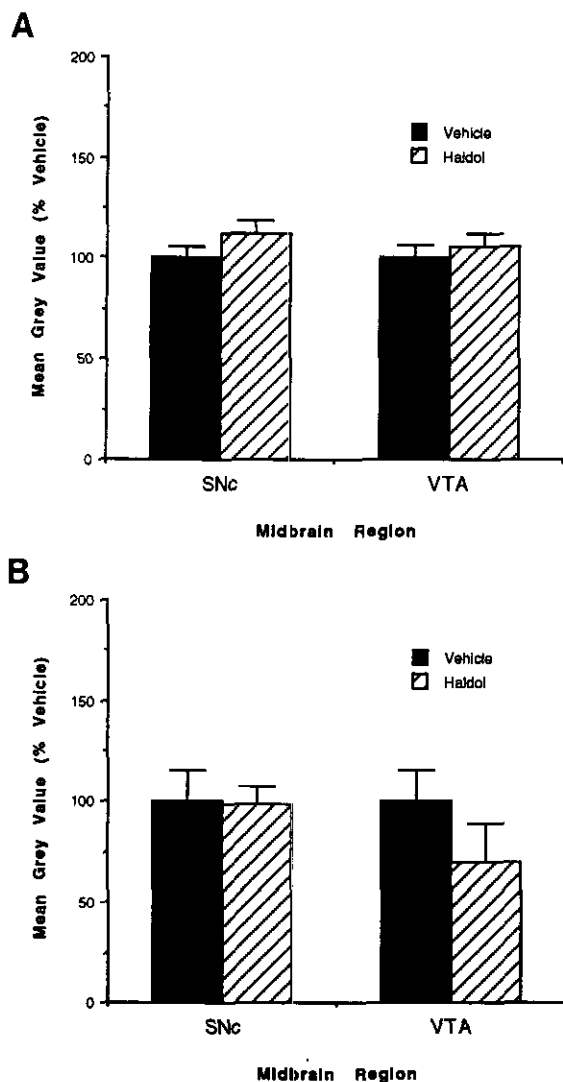 A
200
150
100
50
0
Mean Grey Value (% Vehicle)
Vehicle
Haldol
SNc
VTA
Midbrain Region
B
200
150
100
50
0
Mean Grey Value (% Vehicle)
Vehicle
Haldol
SNc
VTA
Midbrain Region